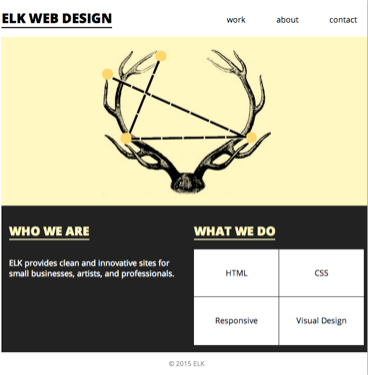 ELK WEB DESIGN
work about contact
WHO WE ARE
ELK provides clean and innovative sites for
small businesses, artists, and professionals.
WHAT WE DO
HTML CSS
Responsive Visual Design
© 2015 ELK